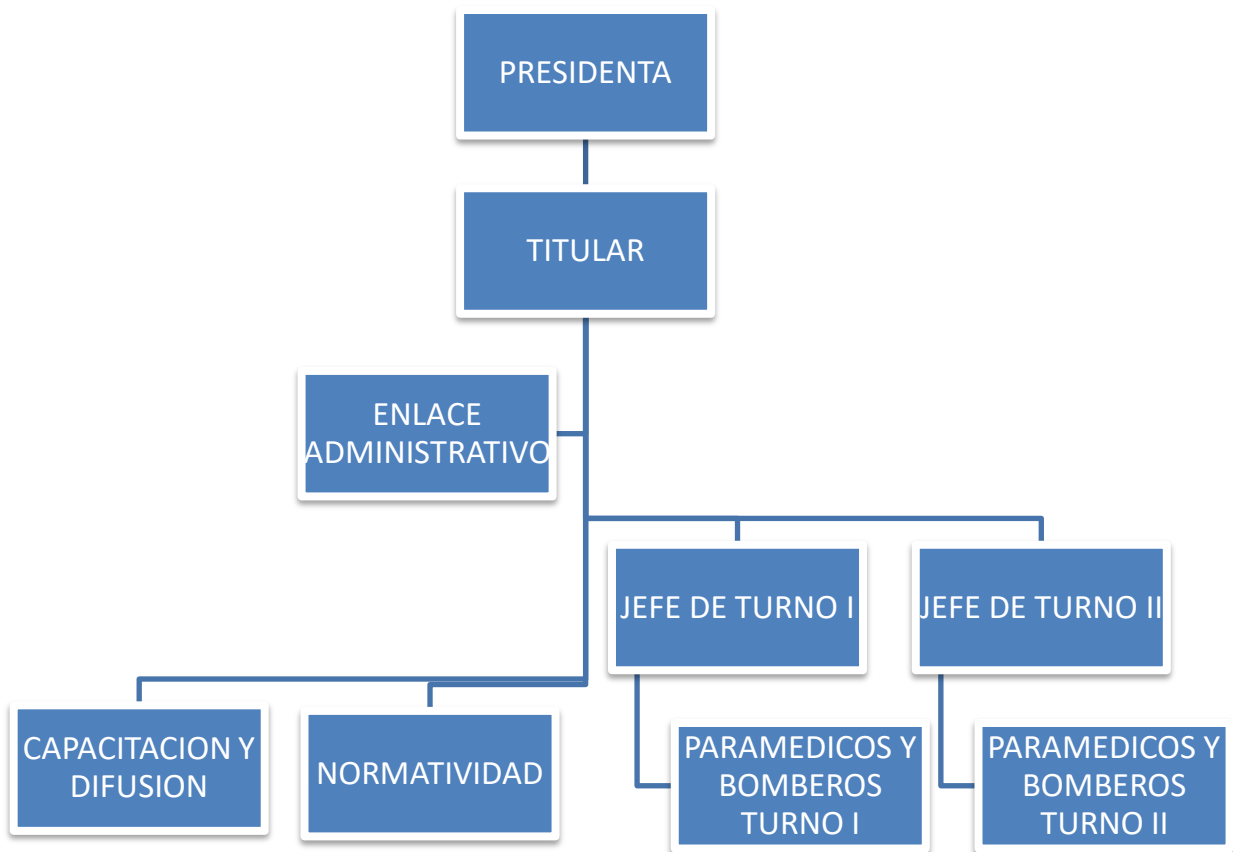 PRESIDENTA
TITULAR
ENLACE
ADMINISTRATIVO
JEFE DE TURNO I
JEFE DE TURNO II
CAPACITACION Y
DIFUSION
NORMATIVIDAD
PARAMEDICOS Y
BOMBEROS
TURNO I
PARAMEDICOS Y
BOMBEROS
TURNO II